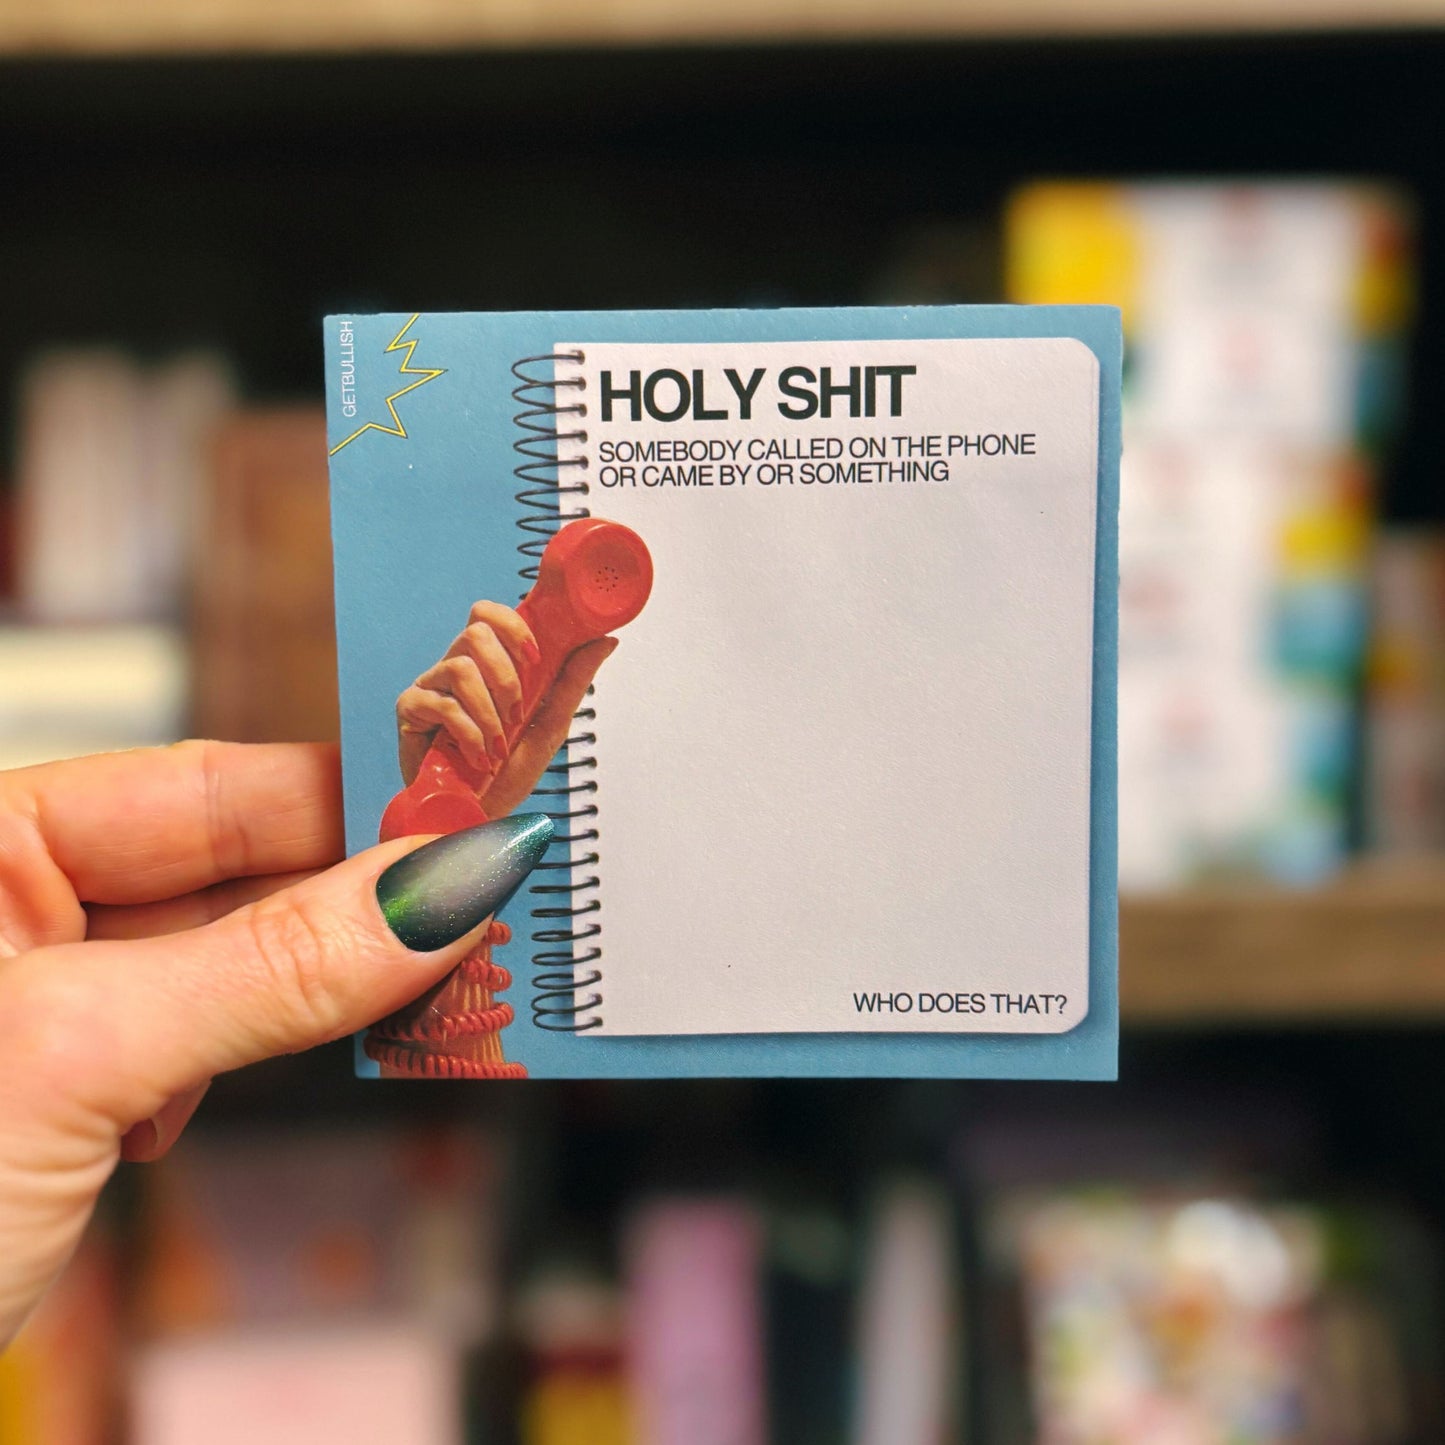 GETBULLISH
HOLY SHIT
SOMEBODY CALLED ON THE PHONE
OR CAME BY OR SOMETHING
WHO DOES THAT?